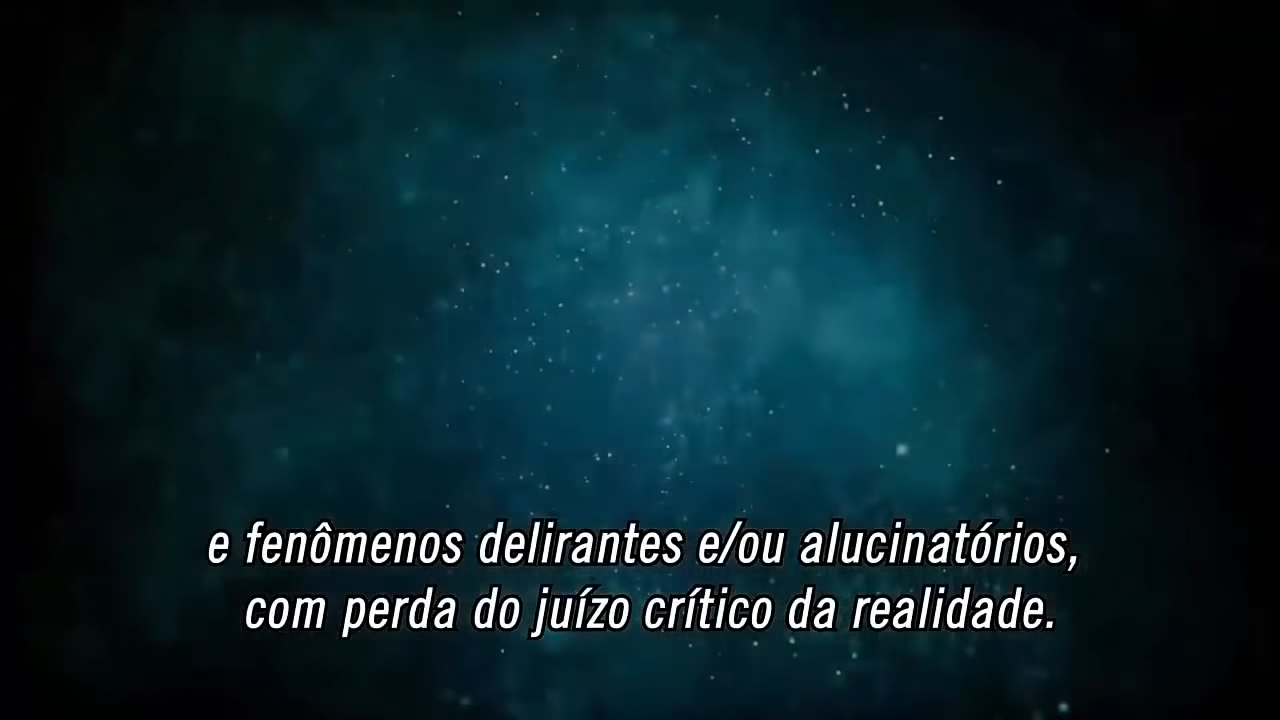 e fenômenos delirantes e/ou alucinatórios,
com perda do juízo crítico da realidade.